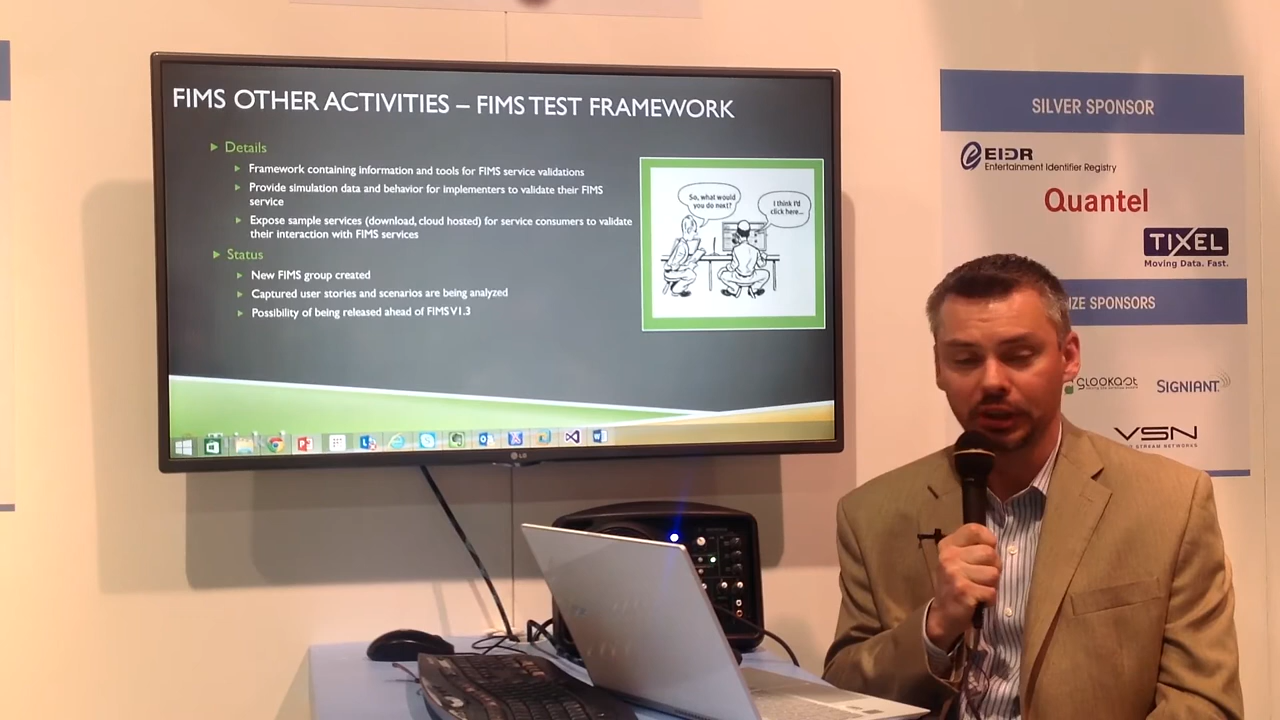 FIMS OTHER ACTIVITIES – FIMS TEST FRAMEWORK
Details
Framework containing information and tools for FIMS service validations
Provide simulation data and behavior for implementers to validate their FIMS
service
Expose sample services (download, cloud hosted) for service consumers to validate
their interaction with FIMS services
Status
New FIMS group created
Captured user stories and scenarios are being analyzed
Possibility of being released ahead of FIMS V1.3
So, what would
you do next?
I think I'd
click here...
LG
SILVER SPONSOR
EIDR
Entertainment Identifier Registry
Quantel
TIXEL
Moving Data. Fast.
SPONSORS
GLOOKAST
SIGNIANT
VSN
STREAM NETWORKS